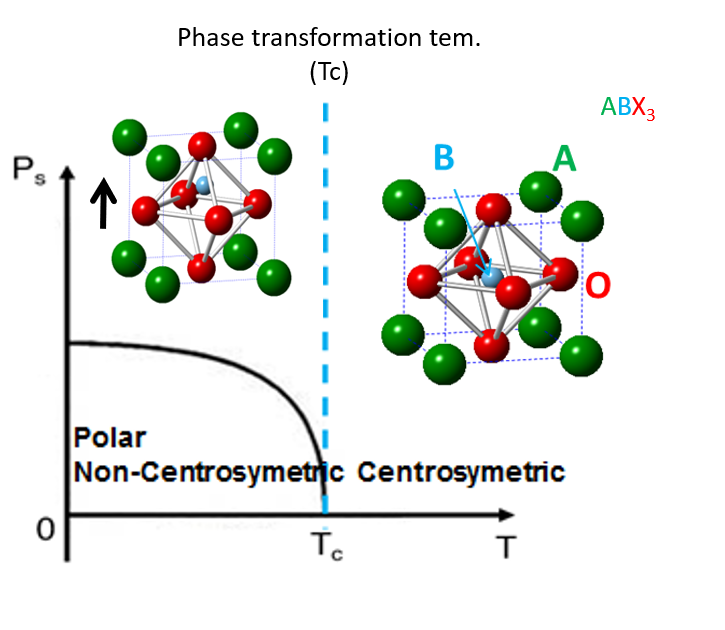 Phase transformation tem.
(Tc)
ABX3
B
A
Ps
O
Polar
Non-Centrosymetric Centrosymetric
0
Tc
T